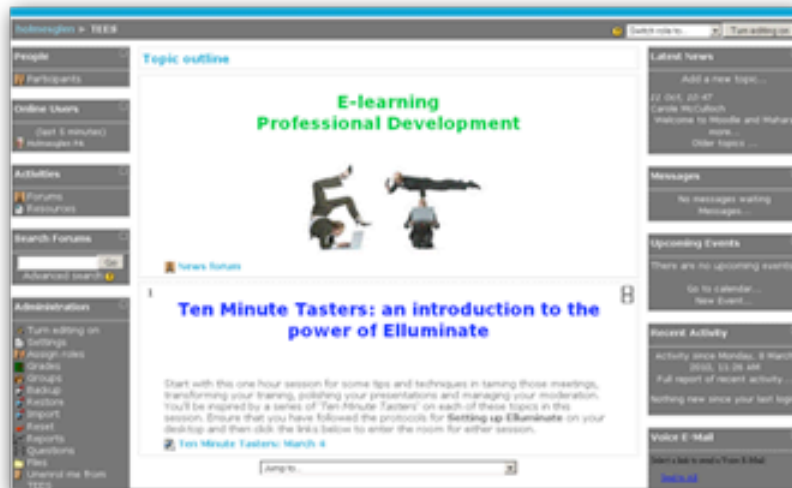 holmesglen ▶ TEES
Switch role to...
Turn editing on
People
Participants
Online Users
(last 5 minutes)
Holmesglen PA
Activities
Forums
Resources
Search Forums
Go
Advanced search
Administration
Turn editing on
Settings
Assign roles
Grades
Groups
Backup
Restore
Import
Reset
Reports
Questions
Files
Unenrol me from
TEES
Topic outline
E-learning
Professional Development
News forum
1
Ten Minute Tasters: an introduction to the
power of Elluminate
Start with this one hour session for some tips and techniques in taming those meetings,
transforming your training, polishing your presentations and managing your moderation.
You'll be inspired by a series of 'Ten Minute Tasters' on each of these topics in this
session. Ensure that you have followed the protocols for Setting up Elluminate on your
desktop and then click the links below to enter the room for either session.
Ten Minute Tasters: March 4
Jump to...
Latest News
Add a new topic...
11 Oct, 10:47
Carole McCulloch
Welcome to Moodle and Mahara
more...
Older topics ...
Messages
No messages waiting
Messages...
Upcoming Events
There are no upcoming events
Go to calendar...
New Event...
Recent Activity
Activity since Monday, 8 March
2010, 11:26 AM
Full report of recent activity...
Nothing new since your last login
Voice E-Mail